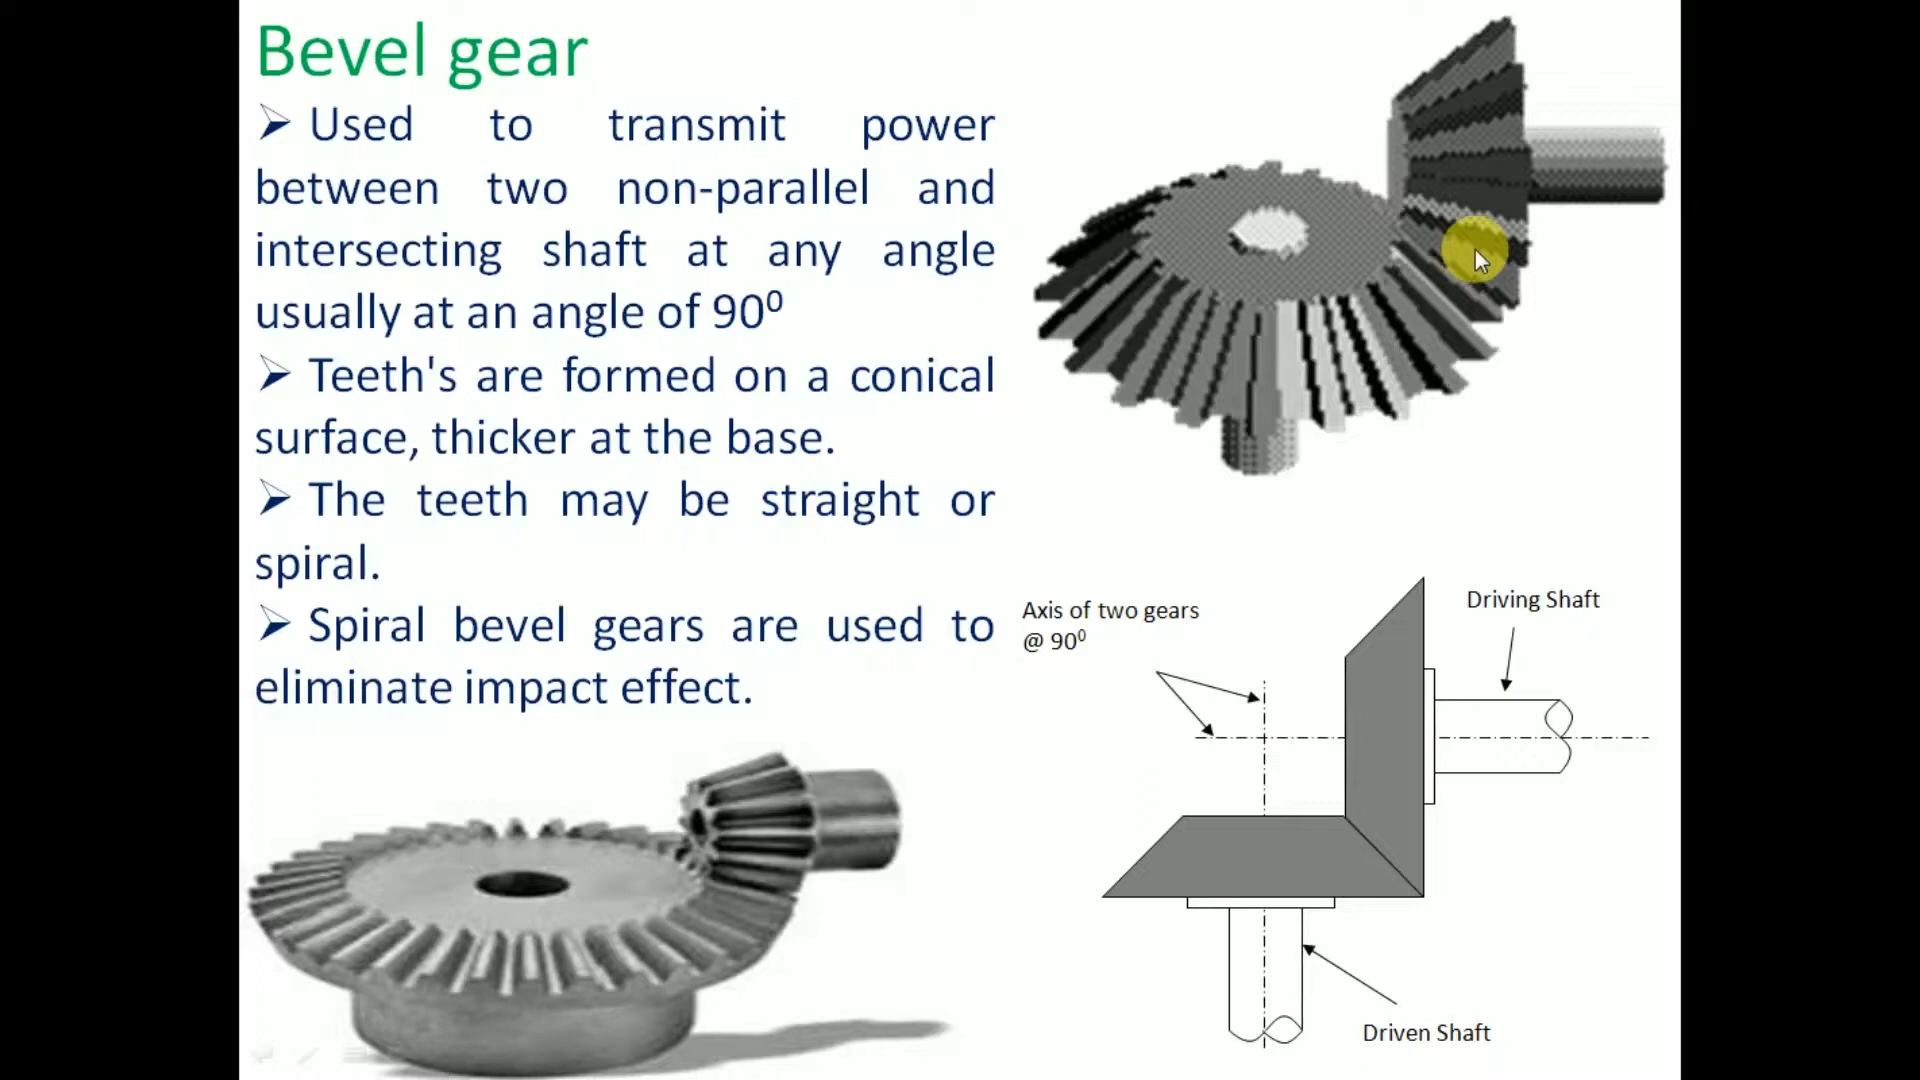 Bevel gear
➢ Used to transmit power
between two non-parallel and
intersecting shaft at any angle
usually at an angle of 90⁰
➢ Teeth's are formed on a conical
surface, thicker at the base.
➢ The teeth may be straight or
spiral.
➢ Spiral bevel gears are used to
eliminate impact effect.
Axis of two gears
@ 90⁰
Driving Shaft
Driven Shaft